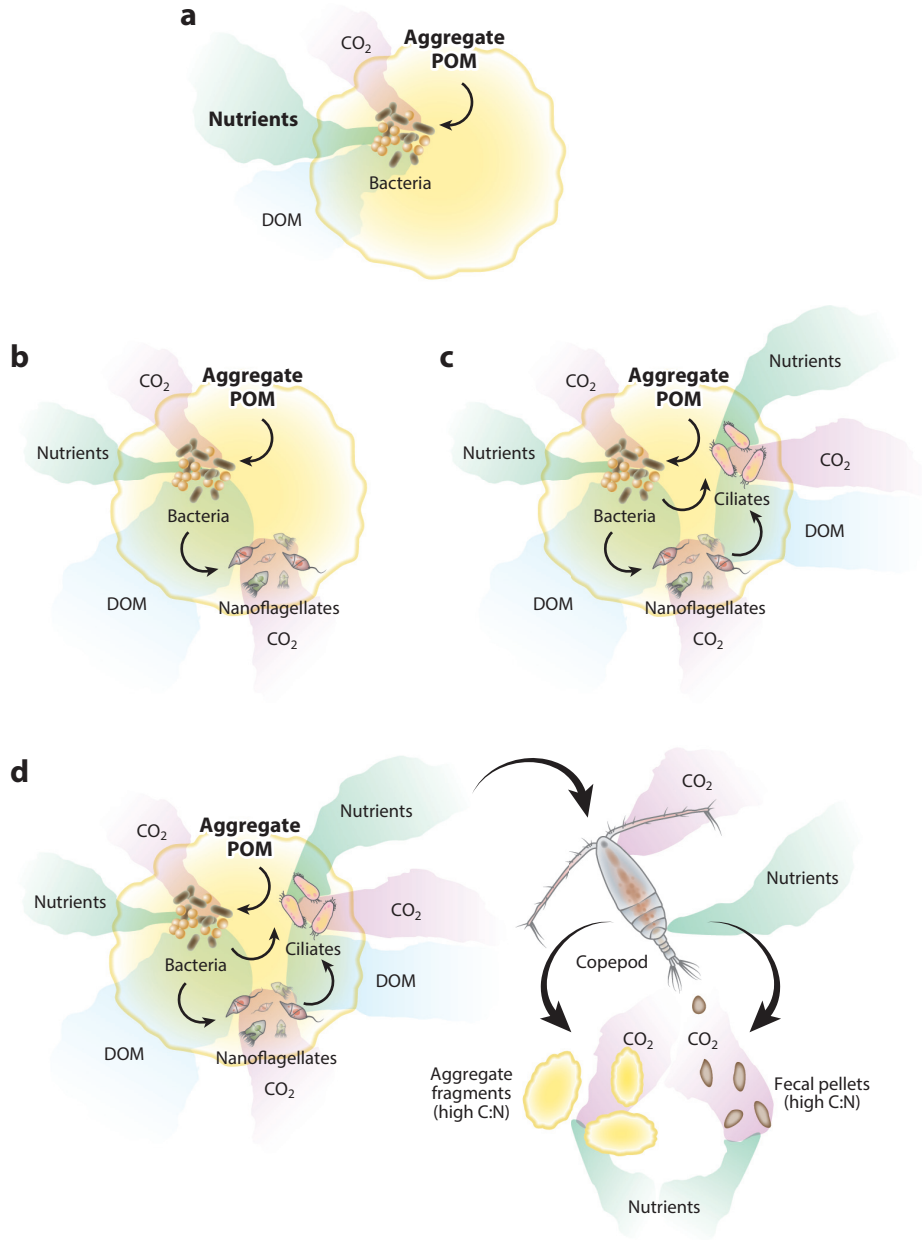 a
CO₂
Aggregate
POM
Nutrients
Bacteria
DOM
b
CO₂
Aggregate
POM
Nutrients
Bacteria
DOM
Nanoflagellates
CO₂
c
CO₂
Aggregate
POM
Nutrients
Nutrients
CO₂
Ciliates
Bacteria
DOM
DOM
Nanoflagellates
CO₂
d
CO₂
Aggregate
POM
Nutrients
Nutrients
CO₂
Ciliates
Bacteria
DOM
DOM
Nanoflagellates
CO₂
CO₂
Nutrients
Copepod
CO₂
CO₂
Aggregate
fragments
(high C:N)
Fecal pellets
(high C:N)
Nutrients